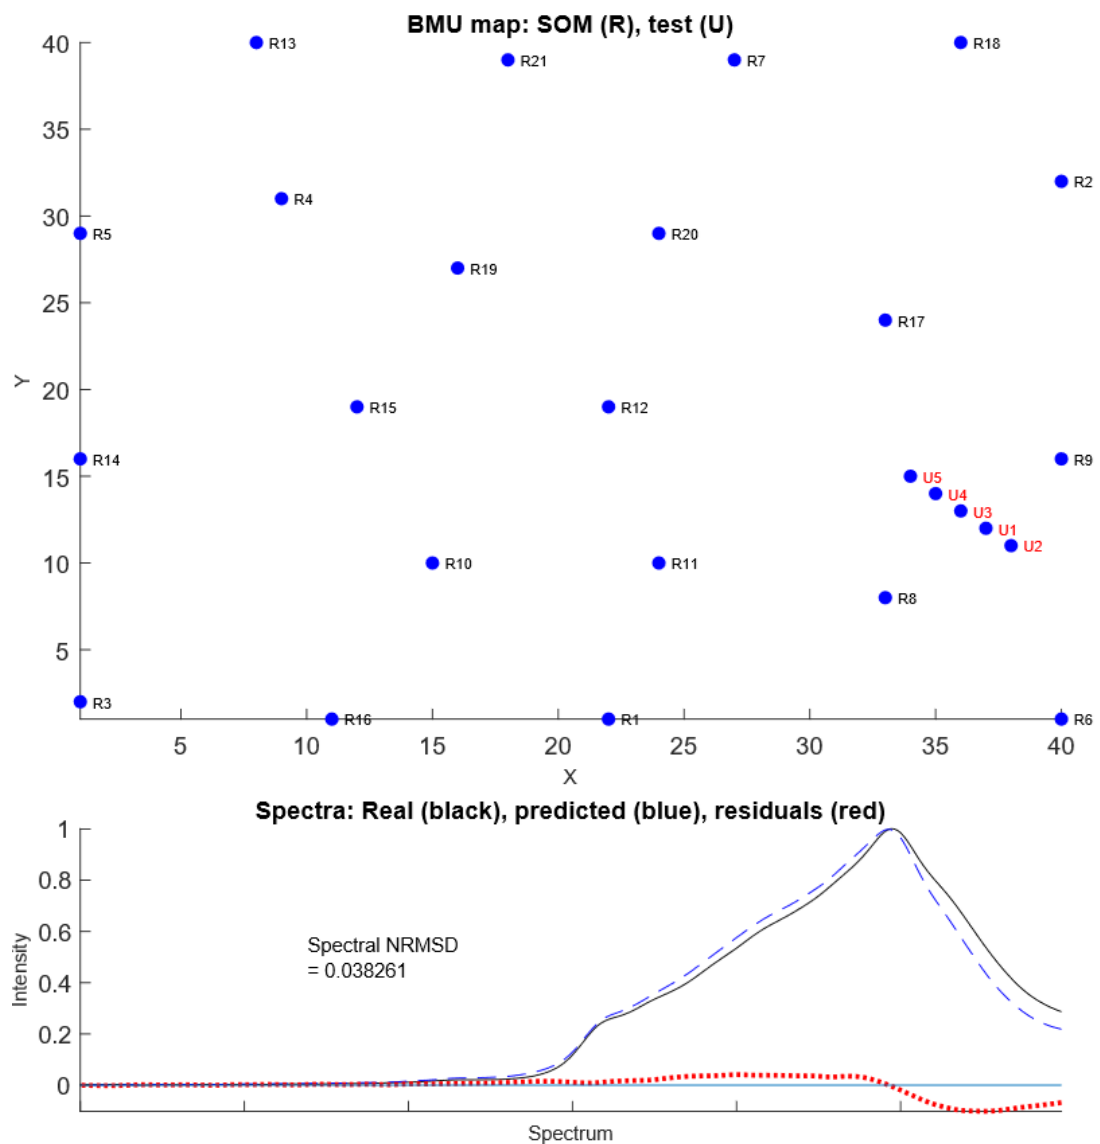 BMU map: SOM (R), test (U)
40
R13
R21
R7
R18
35
R2
R4
30
R5
R20
R19
25
R17
Y
20
R15
R12
R14
R9
15
U5
U4
U3
U1
U2
10
R10
R11
R8
5
R3
R16
R1
R6
5
10
15
20
25
30
35
40
X
Spectra: Real (black), predicted (blue), residuals (red)
1
0.8
0.6
0.4
0.2
0
Intensity
Spectral NRMSD
= 0.038261
Spectrum